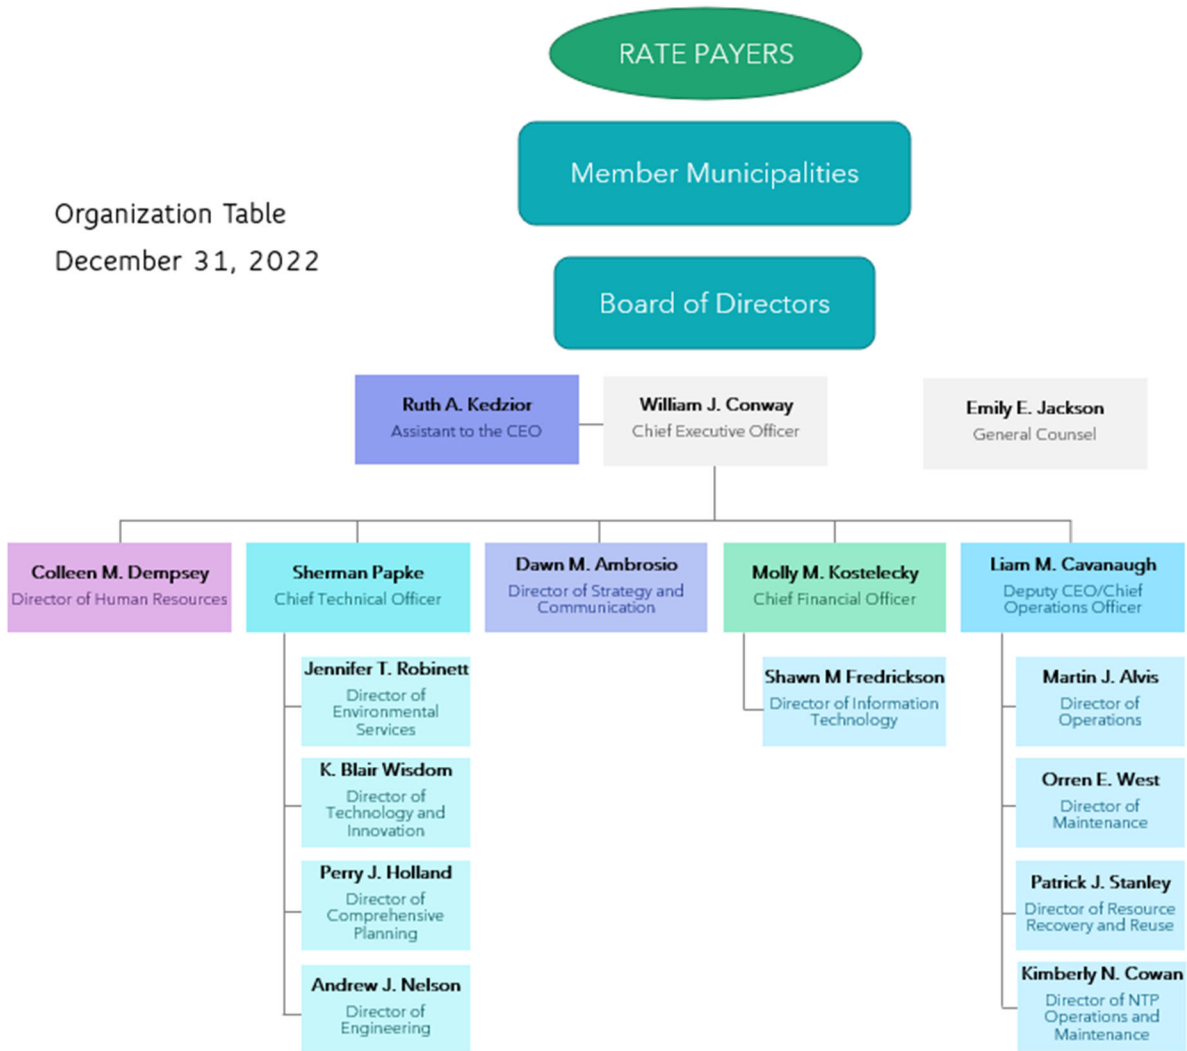 RATE PAYERS
Member Municipalities
Organization Table
December 31, 2022
Board of Directors
Ruth A. Kedzior
Assistant to the CEO
William J. Conway
Chief Executive Officer
Emily E. Jackson
General Counsel
Colleen M. Dempsey
Director of Human Resources
Sherman Papke
Chief Technical Officer
Dawn M. Ambrosio
Director of Strategy and
Communication
Molly M. Kostelecky
Chief Financial Officer
Liam M. Cavanaugh
Deputy CEO/Chief
Operations Officer
Jennifer T. Robinett
Director of
Environmental
Services
K. Blair Wisdom
Director of
Technology and
Innovation
Perry J. Holland
Director of
Comprehensive
Planning
Andrew J. Nelson
Director of
Engineering
Shawn M Fredrickson
Director of Information
Technology
Martin J. Alvis
Director of
Operations
Orren E. West
Director of
Maintenance
Patrick J. Stanley
Director of Resource
Recovery and Reuse
Kimberly N. Cowan
Director of NTP
Operations and
Maintenance